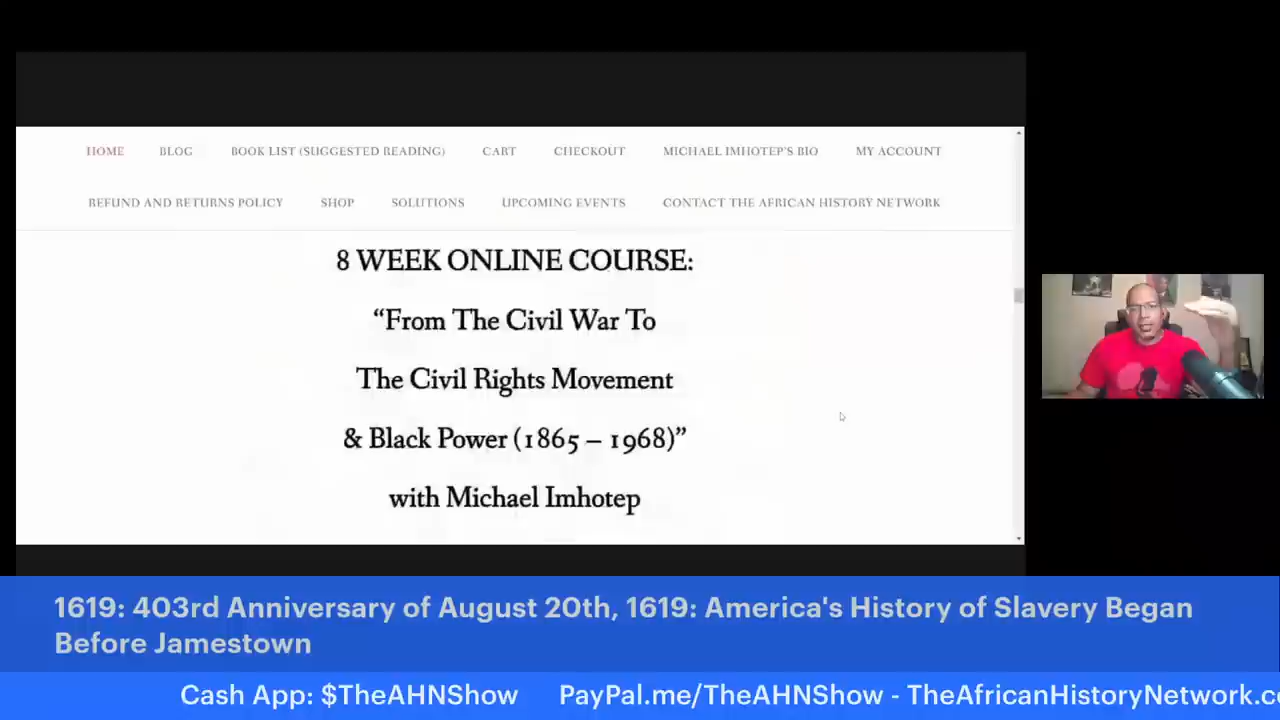 HOME BLOG BOOK LIST (SUGGESTED READING) CART CHECKOUT MICHAEL IMHOTEP'S BIO MY ACCOUNT
REFUND AND RETURNS POLICY SHOP SOLUTIONS UPCOMING EVENTS CONTACT THE AFRICAN HISTORY NETWORK
8 WEEK ONLINE COURSE:
“From The Civil War To
The Civil Rights Movement
& Black Power (1865 – 1968)”
with Michael Imhotep
1619: 403rd Anniversary of August 20th, 1619: America's History of Slavery Began
Before Jamestown
Cash App: $TheAHNShow PayPal.me/TheAHNShow - TheAfricanHistoryNetwork.c